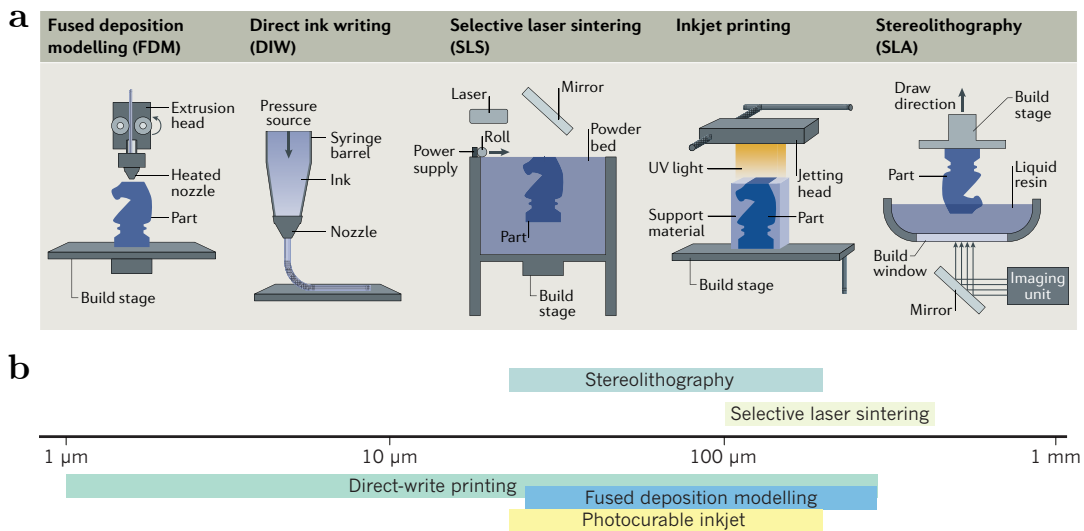 a
Fused deposition
modelling (FDM)
Direct ink writing
(DIW)
Selective laser sintering
(SLS)
Inkjet printing
Stereolithography
(SLA)
Extrusion
head
Heated
nozzle
Part
Build stage
Pressure
source
Syringe
barrel
Ink
Nozzle
Build stage
Laser
Mirror
Roll
Powder
bed
Power
supply
Part
Build
stage
UV light
Jetting
head
Support
material
Part
Build stage
Draw
direction
Build
stage
Part
Liquid
resin
Build
window
Imaging
unit
Mirror
b
Stereolithography
Selective laser sintering
1 µm
10 µm
100 µm
1 mm
Direct-write printing
Fused deposition modelling
Photocurable inkjet